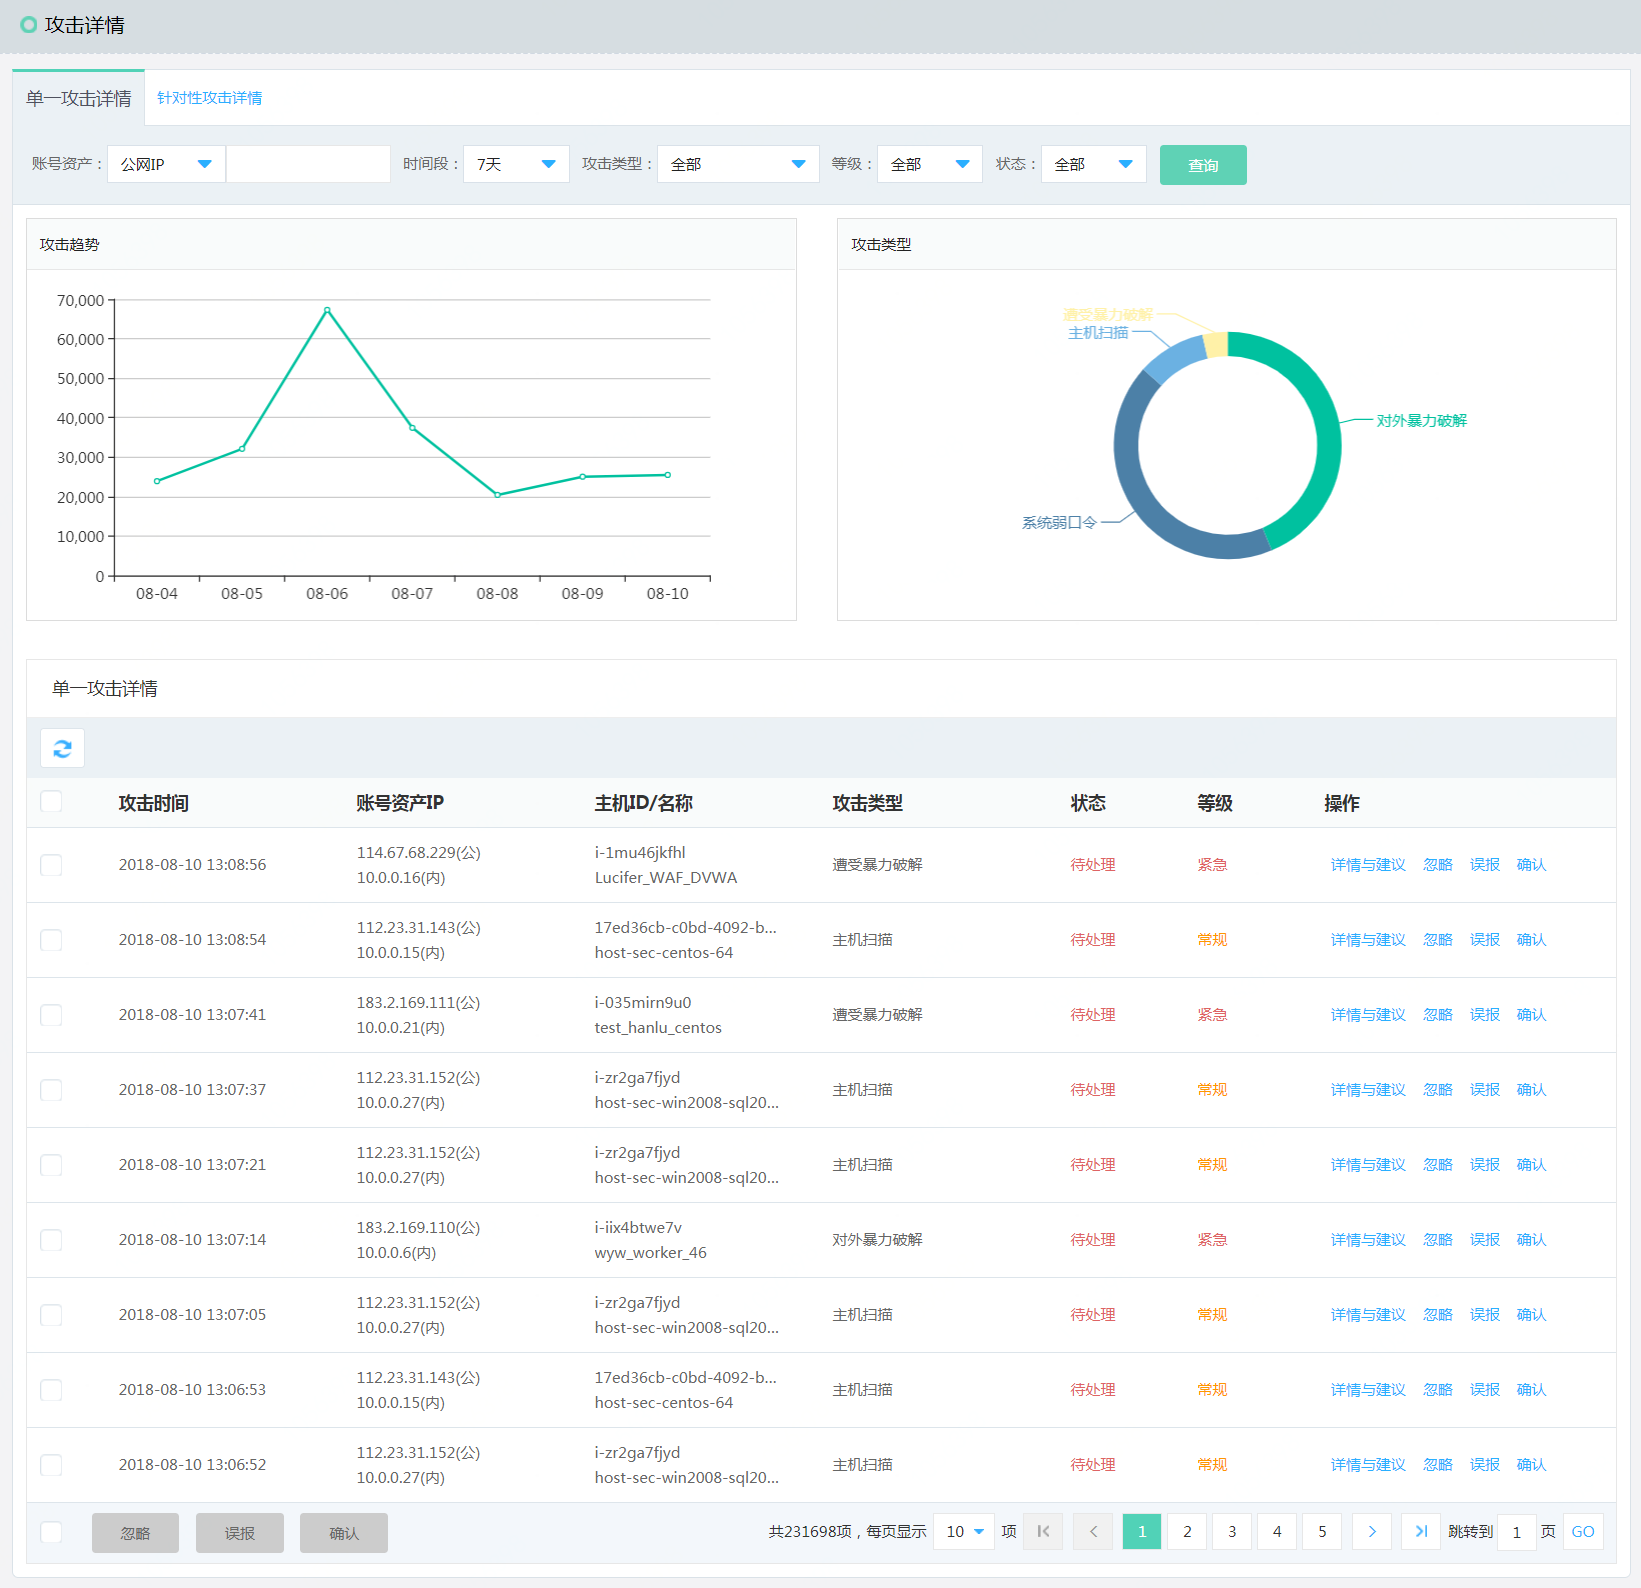 攻击详情
单一攻击详情 针对性攻击详情
账号资产： 公网IP 时间段： 7天 攻击类型： 全部 等级： 全部 状态： 全部 查询
攻击趋势
70,000
60,000
50,000
40,000
30,000
20,000
10,000
0
08-04 08-05 08-06 08-07 08-08 08-09 08-10
攻击类型
遭受暴力破解
主机扫描
对外暴力破解
系统弱口令
单一攻击详情
攻击时间 账号资产IP 主机ID/名称 攻击类型 状态 等级 操作
2018-08-10 13:08:56 114.67.68.229(公) 10.0.0.16(内) i-1mu46jkfhl Lucifer_WAF_DVWA 遭受暴力破解 待处理 紧急 详情与建议 忽略 误报 确认
2018-08-10 13:08:54 112.23.31.143(公) 10.0.0.15(内) 17ed36cb-c0bd-4092-b... host-sec-centos-64 主机扫描 待处理 常规 详情与建议 忽略 误报 确认
2018-08-10 13:07:41 183.2.169.111(公) 10.0.0.21(内) i-035mirn9u0 test_hanlu_centos 遭受暴力破解 待处理 紧急 详情与建议 忽略 误报 确认
2018-08-10 13:07:37 112.23.31.152(公) 10.0.0.27(内) i-zr2ga7fjyd host-sec-win2008-sql20... 主机扫描 待处理 常规 详情与建议 忽略 误报 确认
2018-08-10 13:07:21 112.23.31.152(公) 10.0.0.27(内) i-zr2ga7fjyd host-sec-win2008-sql20... 主机扫描 待处理 常规 详情与建议 忽略 误报 确认
2018-08-10 13:07:14 183.2.169.110(公) 10.0.0.6(内) i-iix4btwe7v wyw_worker_46 对外暴力破解 待处理 紧急 详情与建议 忽略 误报 确认
2018-08-10 13:07:05 112.23.31.152(公) 10.0.0.27(内) i-zr2ga7fjyd host-sec-win2008-sql20... 主机扫描 待处理 常规 详情与建议 忽略 误报 确认
2018-08-10 13:06:53 112.23.31.143(公) 10.0.0.15(内) 17ed36cb-c0bd-4092-b... host-sec-centos-64 主机扫描 待处理 常规 详情与建议 忽略 误报 确认
2018-08-10 13:06:52 112.23.31.152(公) 10.0.0.27(内) i-zr2ga7fjyd host-sec-win2008-sql20... 主机扫描 待处理 常规 详情与建议 忽略 误报 确认
忽略 误报 确认 共231698项，每页显示 10 项 1 2 3 4 5 跳转到 1 页 GO